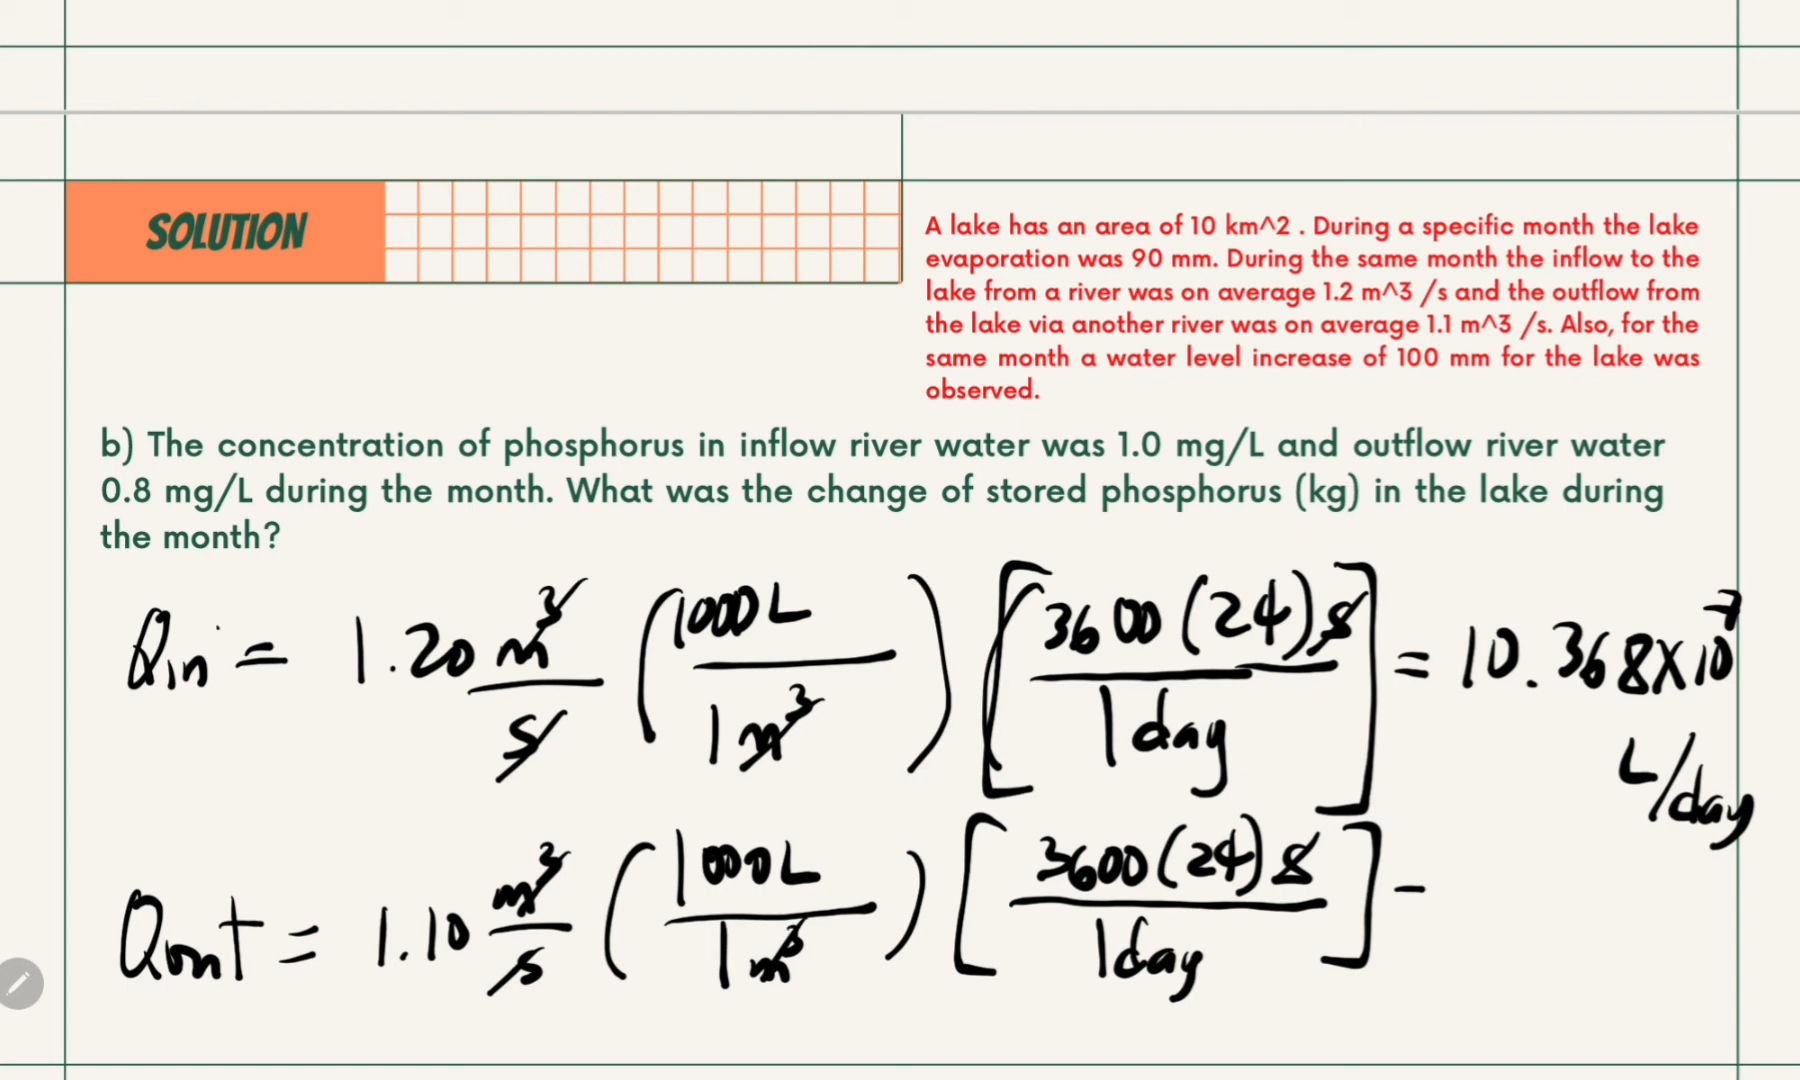 SOLUTION
A lake has an area of 10 km^2 . During a specific month the lake
evaporation was 90 mm. During the same month the inflow to the
lake from a river was on average 1.2 m^3 /s and the outflow from
the lake via another river was on average 1.1 m^3 /s. Also, for the
same month a water level increase of 100 mm for the lake was
observed.
b) The concentration of phosphorus in inflow river water was 1.0 mg/L and outflow river water
0.8 mg/L during the month. What was the change of stored phosphorus (kg) in the lake during
the month?
Qin = 1.20 m³/s (1000L/1m³) [3600(24)s/1day] = 10.368x10⁷ L/day
Qout = 1.10 m³/s (1000L/1m³) [3600(24)s/1day] -